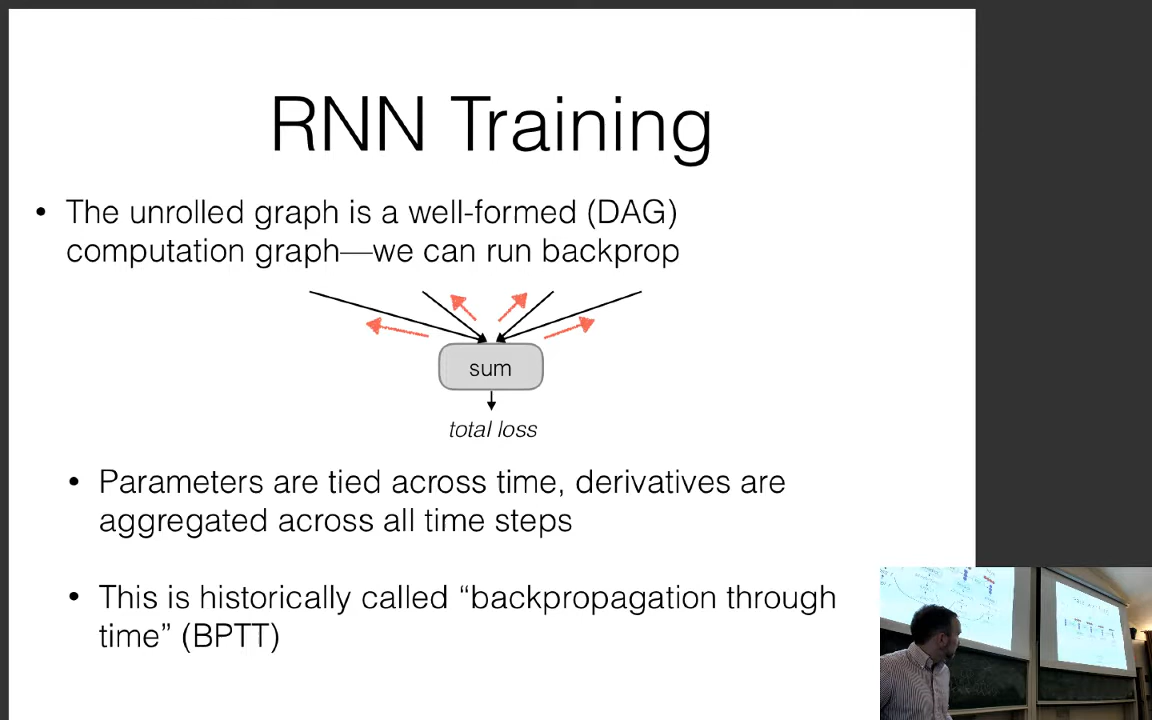 RNN Training
• The unrolled graph is a well-formed (DAG)
computation graph—we can run backprop
sum
total loss
• Parameters are tied across time, derivatives are
aggregated across all time steps
• This is historically called “backpropagation through
time” (BPTT)